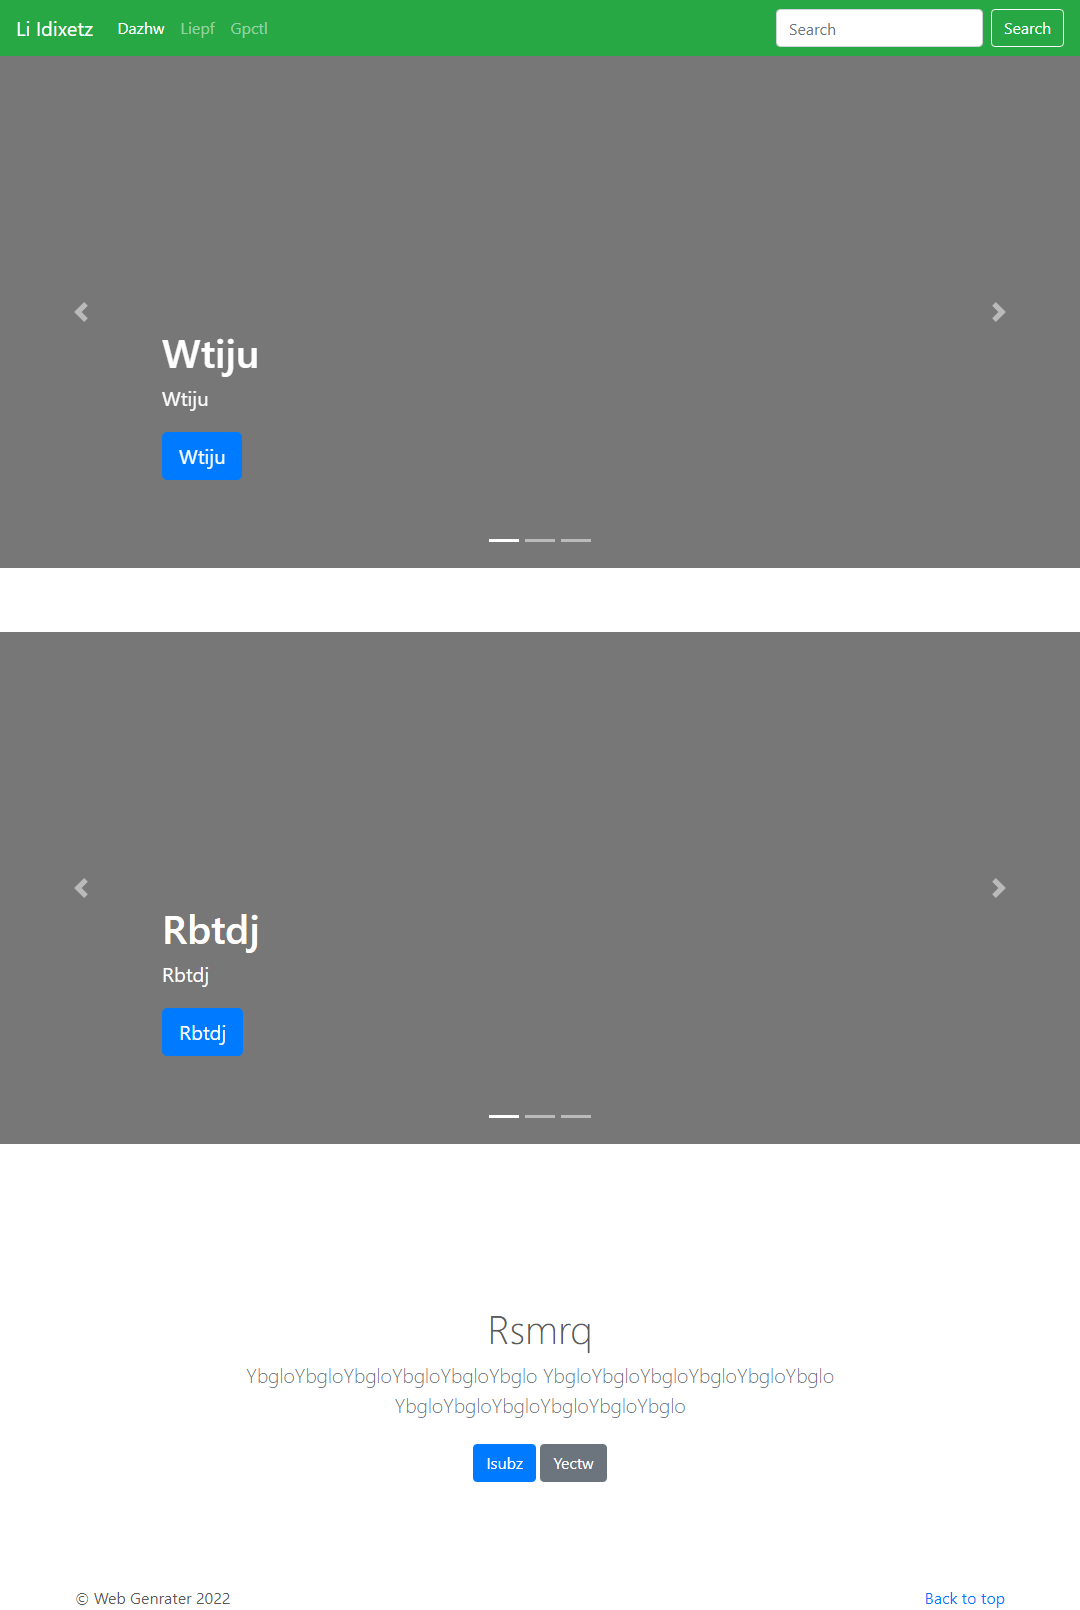 Li Idixetz Dazhw Liepf Gpctl Search Search
Wtiju
Wtiju
Wtiju
Rbtdj
Rbtdj
Rbtdj
Rsmrq
YbgloYbgloYbgloYbgloYbgloYbglo YbgloYbgloYbgloYbgloYbgloYbglo
YbgloYbgloYbgloYbgloYbgloYbglo
Isubz Yectw
© Web Genrater 2022 Back to top